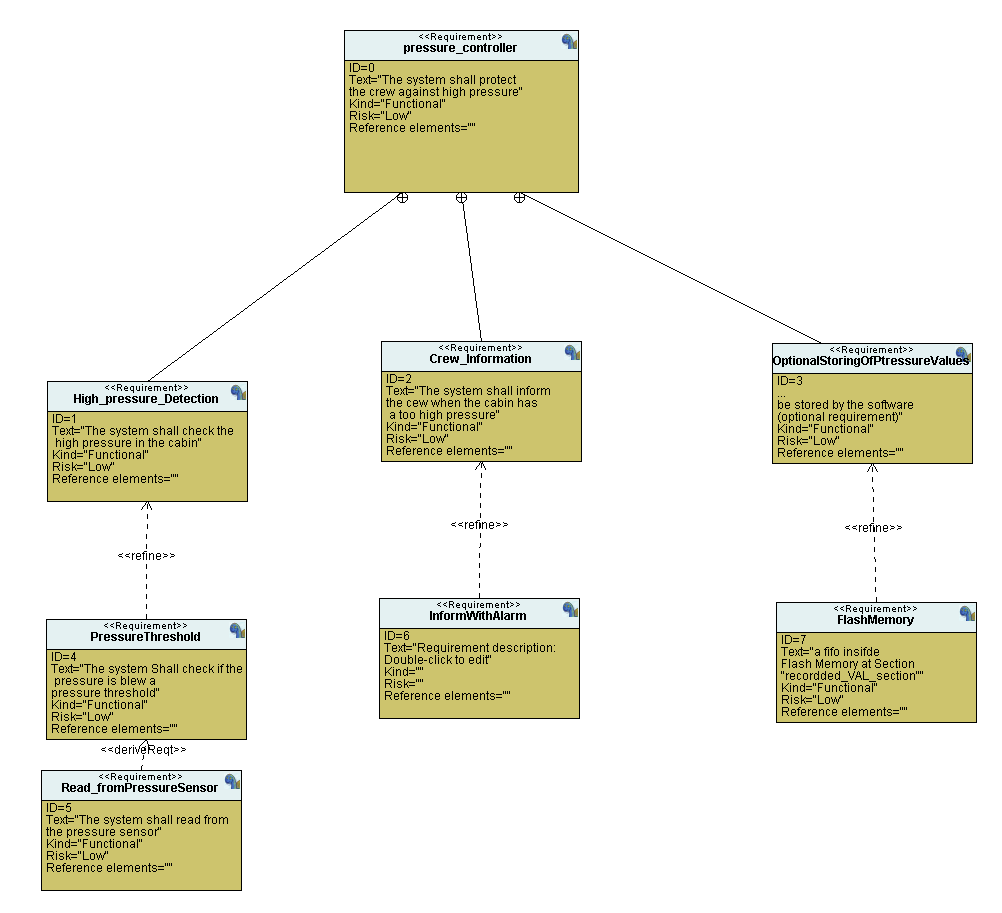 <<Requirement>>
pressure_controller
ID=0
Text="The system shall protect
the crew against high pressure"
Kind="Functional"
Risk="Low"
Reference elements=""
<<Requirement>>
High_pressure_Detection
ID=1
Text="The system shall check the
high pressure in the cabin"
Kind="Functional"
Risk="Low"
Reference elements=""
<<Requirement>>
Crew_Information
ID=2
Text="The system shall inform
the cew when the cabin has
a too high pressure"
Kind="Functional"
Risk="Low"
Reference elements=""
<<Requirement>>
OptionalStoringOfPtressureValues
ID=3
...
be stored by the software
(optional requirement)"
Kind="Functional"
Risk="Low"
Reference elements=""
<<refine>>
<<refine>>
<<refine>>
<<Requirement>>
PressureThreshold
ID=4
Text="The system Shall check if the
pressure is blew a
pressure threshold"
Kind="Functional"
Risk="Low"
Reference elements=""
<<Requirement>>
InformWithAlarm
ID=6
Text="Requirement description:
Double-click to edit"
Kind=""
Risk=""
Reference elements=""
<<Requirement>>
FlashMemory
ID=7
Text="a fifo insifde
Flash Memory at Section
"recordded_VAL_section""
Kind="Functional"
Risk="Low"
Reference elements=""
<<deriveReqt>>
<<Requirement>>
Read_fromPressureSensor
ID=5
Text="The system shall read from
the pressure sensor"
Kind="Functional"
Risk="Low"
Reference elements=""